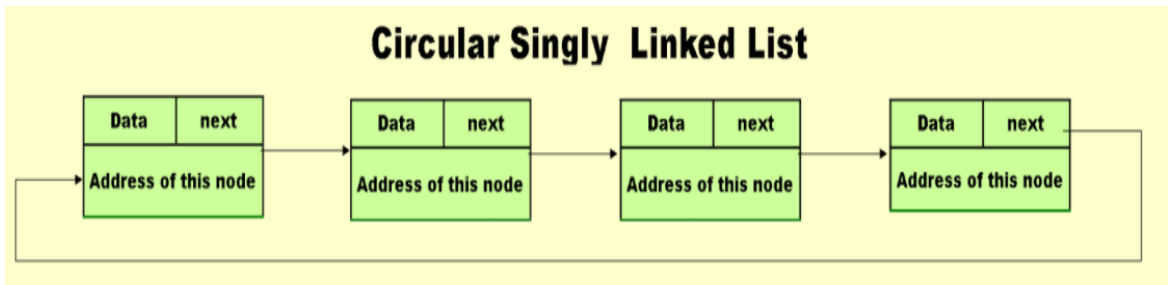 Circular Singly Linked List
Data next
Address of this node
Data next
Address of this node
Data next
Address of this node
Data next
Address of this node